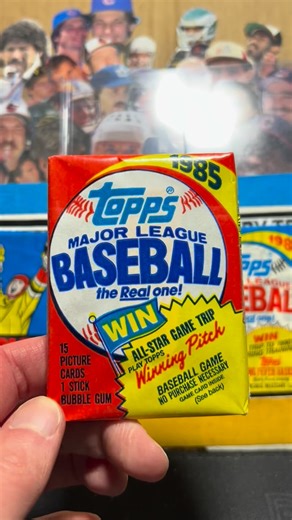 1985
Topps®
MAJOR LEAGUE
BASEBALL
the Real one!
WIN
ALL-STAR GAME TRIP
PLAY TOPPS
Winning Pitch
BASEBALL GAME
NO PURCHASE NECESSARY
GAME CARD INSIDE
(See back)
15
PICTURE
CARDS
1 STICK
BUBBLE GUM